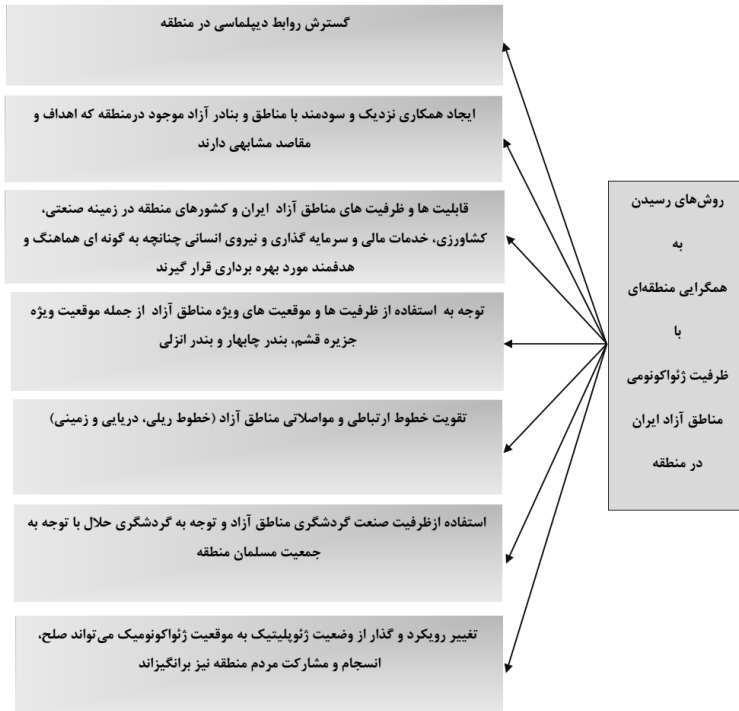 گسترش روابط دیپلماسی در منطقه
ایجاد همکاری نزدیک و سودمند با مناطق و بنادر آزاد موجود درمنطقه که اهداف و
مقاصد مشابهی دارند
قابلیت ها و ظرفیت های مناطق آزاد ایران و کشورهای منطقه در زمینه صنعتی،
کشاورزی، خدمات مالی و سرمایه گذاری و نیروی انسانی چنانچه به گونه ای هماهنگ و
هدفمند مورد بهره برداری قرار گیرند
توجه به استفاده از ظرفیت ها و موقعیت های ویژه مناطق آزاد از جمله موقعیت ویژه
جزیره قشم، بندر چابهار و بندر انزلی
تقویت خطوط ارتباطی و مواصلاتی مناطق آزاد (خطوط ریلی، دریایی و زمینی)
استفاده ازظرفیت صنعت گردشگری مناطق آزاد و توجه به گردشگری حلال با توجه به
جمعیت مسلمان منطقه
تغییر رویکرد و گذار از وضعیت ژئوپلیتیک به موقعیت ژئواکونومیک می‌تواند صلح،
انسجام و مشارکت مردم منطقه نیز برانگیزاند
روش‌های رسیدن
به
همگرایی منطقه‌ای
با
ظرفیت ژئواکونومی
مناطق آزاد ایران
در منطقه